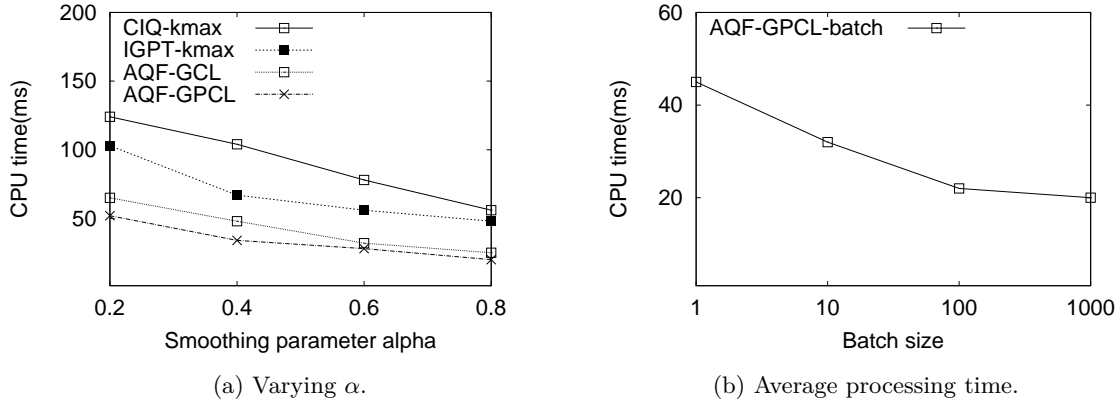 200
150
100
50
0.2
0.4
0.6
0.8
CPU time(ms)
Smoothing parameter alpha
CIQ-kmax
IGPT-kmax
AQF-GCL
AQF-GPCL
(a) Varying α.
60
40
20
1
10
100
1000
CPU time(ms)
Batch size
AQF-GPCL-batch
(b) Average processing time.